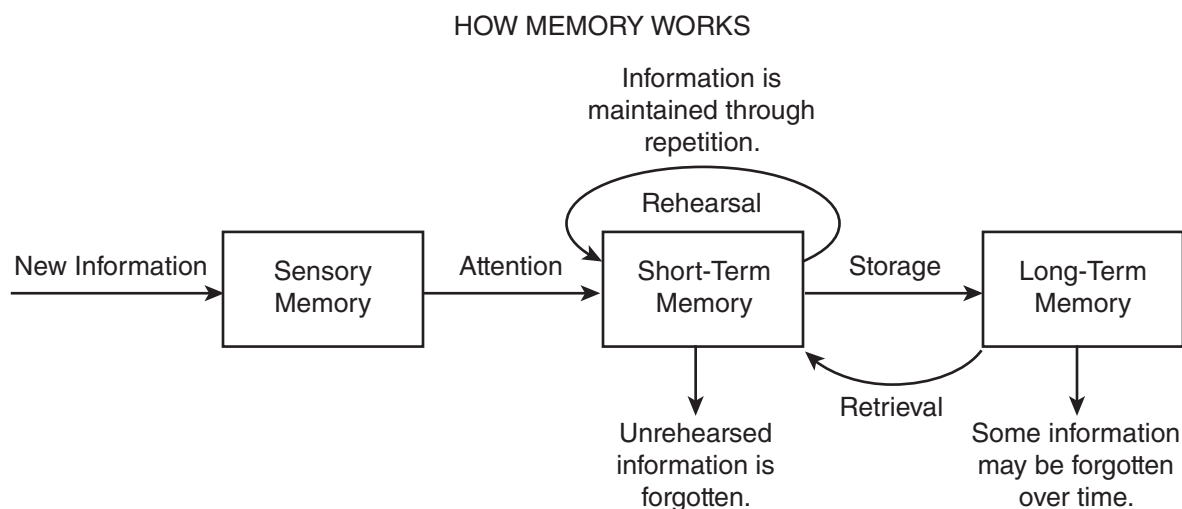 HOW MEMORY WORKS
Information is
maintained through
repetition.
Rehearsal
New Information
Sensory
Memory
Attention
Short-Term
Memory
Storage
Long-Term
Memory
Retrieval
Unrehearsed
information is
forgotten.
Some information
may be forgotten
over time.